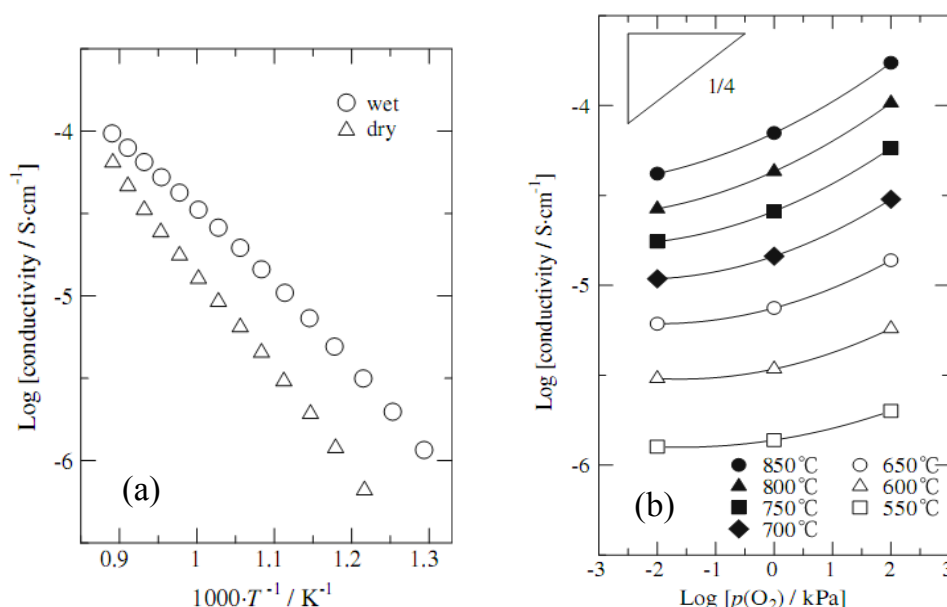 -4
-5
-6
Log [conductivity / S·cm⁻¹]
wet
dry
(a)
0.9 1 1.1 1.2 1.3
1000·T⁻¹ / K⁻¹
-4
-5
-6
Log [conductivity / S·cm⁻¹]
1/4
(b)
850℃ 650℃
800℃ 600℃
750℃ 550℃
700℃
-3 -2 -1 0 1 2 3
Log [p(O₂) / kPa]